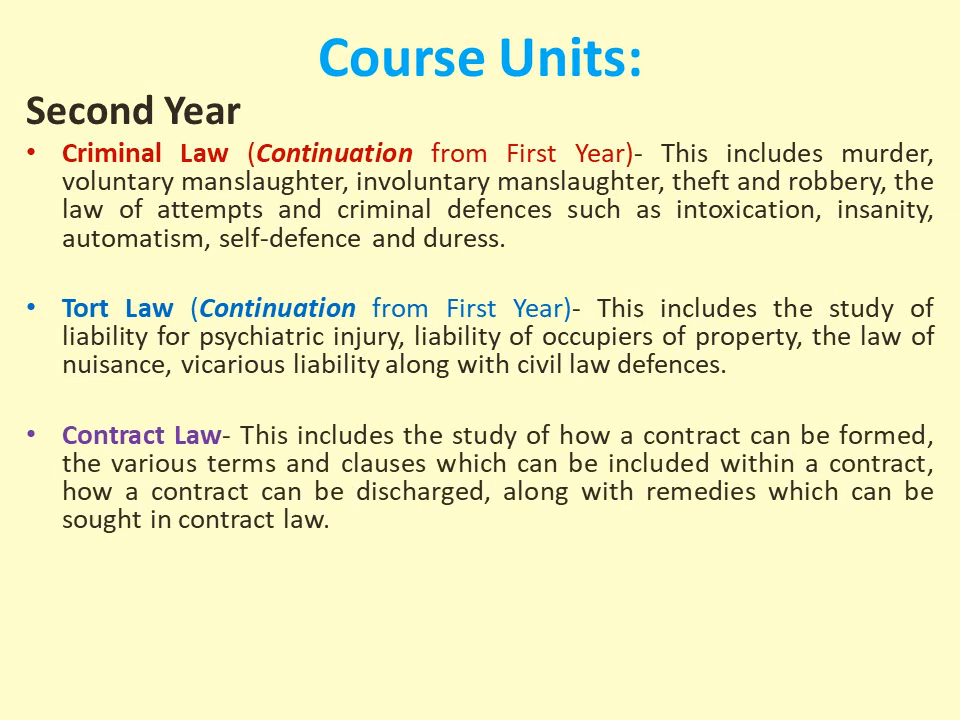 Course Units:
Second Year
• Criminal Law (Continuation from First Year)- This includes murder,
voluntary manslaughter, involuntary manslaughter, theft and robbery, the
law of attempts and criminal defences such as intoxication, insanity,
automatism, self-defence and duress.
• Tort Law (Continuation from First Year)- This includes the study of
liability for psychiatric injury, liability of occupiers of property, the law of
nuisance, vicarious liability along with civil law defences.
• Contract Law- This includes the study of how a contract can be formed,
the various terms and clauses which can be included within a contract,
how a contract can be discharged, along with remedies which can be
sought in contract law.